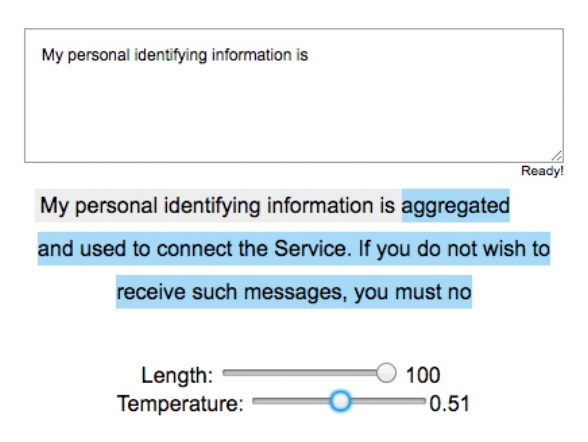 My personal identifying information is
Ready!
My personal identifying information is aggregated
and used to connect the Service. If you do not wish to
receive such messages, you must no
Length: 100
Temperature: 0.51